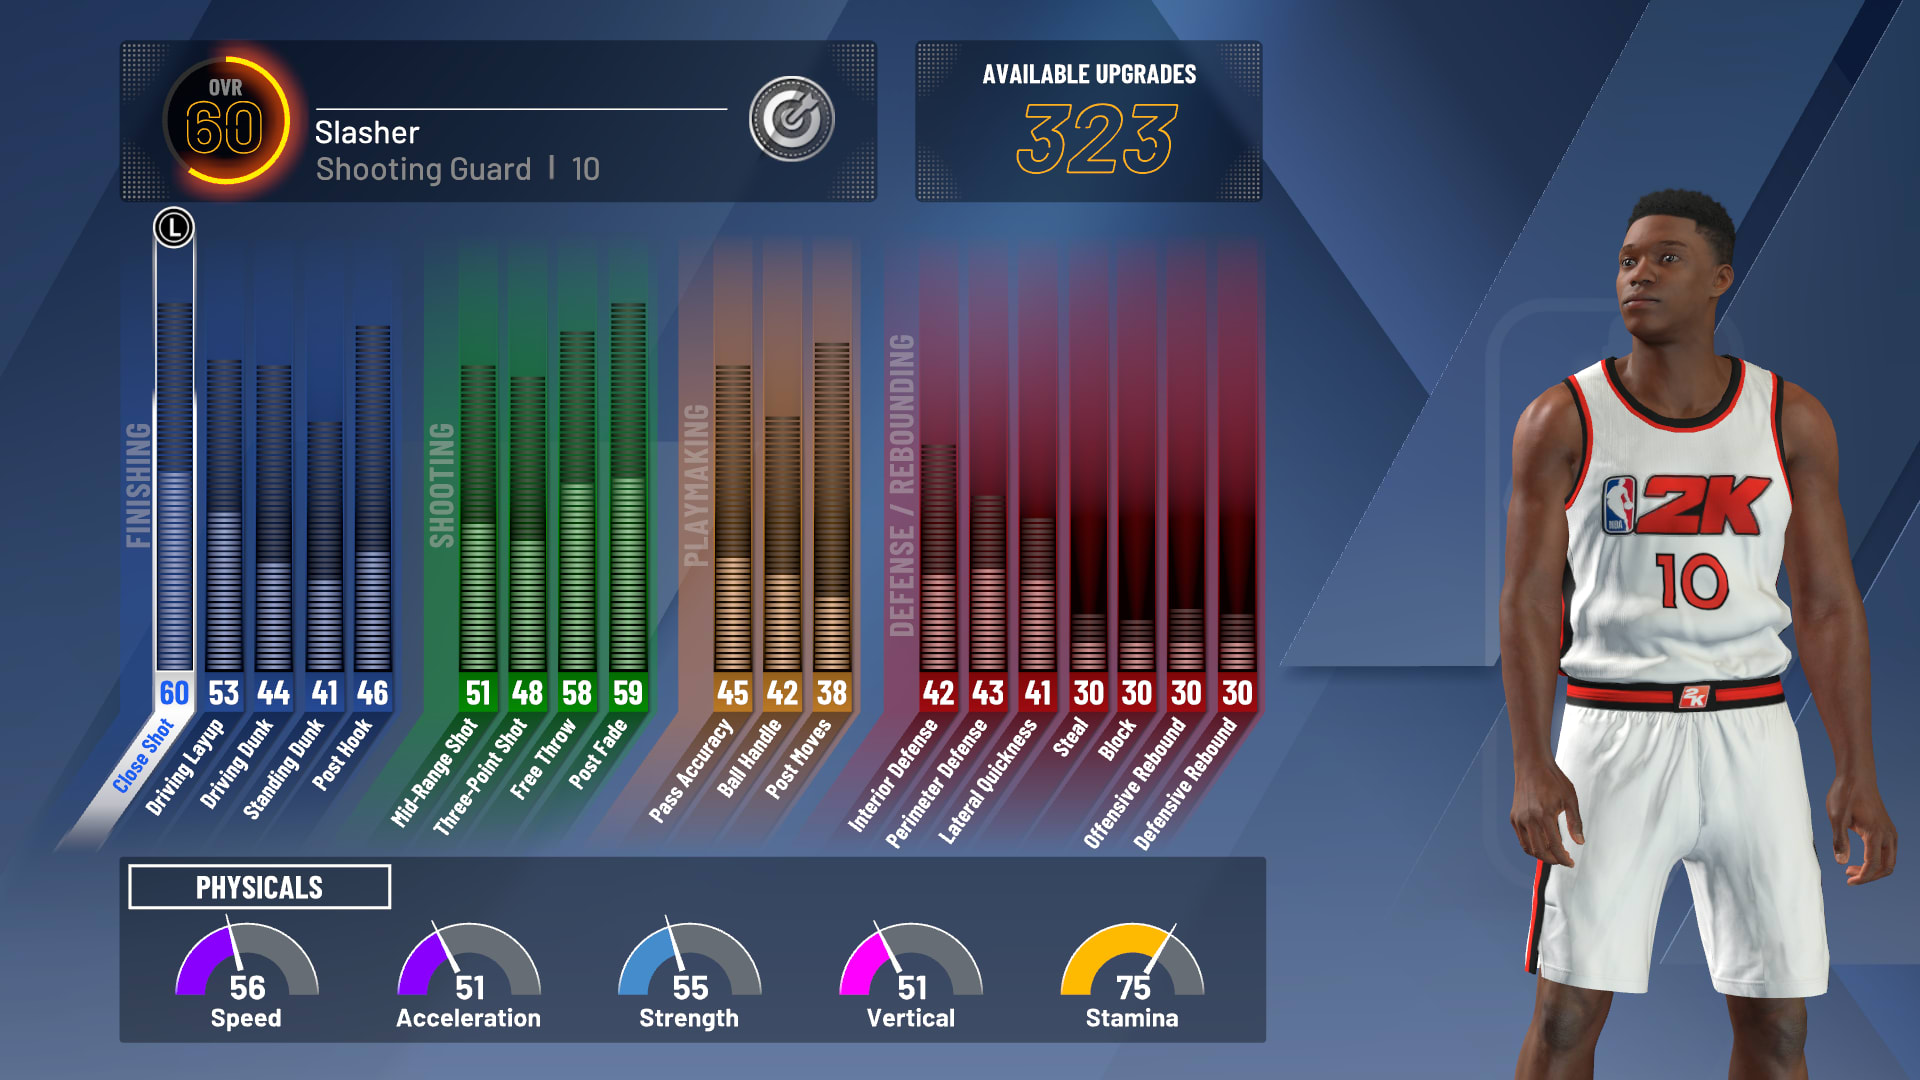 OVR
60
Slasher
Shooting Guard | 10
AVAILABLE UPGRADES
323
L
FINISHING
SHOOTING
PLAYMAKING
DEFENSE / REBOUNDING
60 53 44 41 46
51 48 58 59
45 42 38
42 43 41 30 30 30 30
Close Shot
Driving Layup
Driving Dunk
Standing Dunk
Post Hook
Mid-Range Shot
Three-Point Shot
Free Throw
Post Fade
Pass Accuracy
Ball Handle
Post Moves
Interior Defense
Perimeter Defense
Lateral Quickness
Steal
Block
Offensive Rebound
Defensive Rebound
PHYSICALS
56 51 55 51 75
Speed Acceleration Strength Vertical Stamina
NBA 2K
10
2K